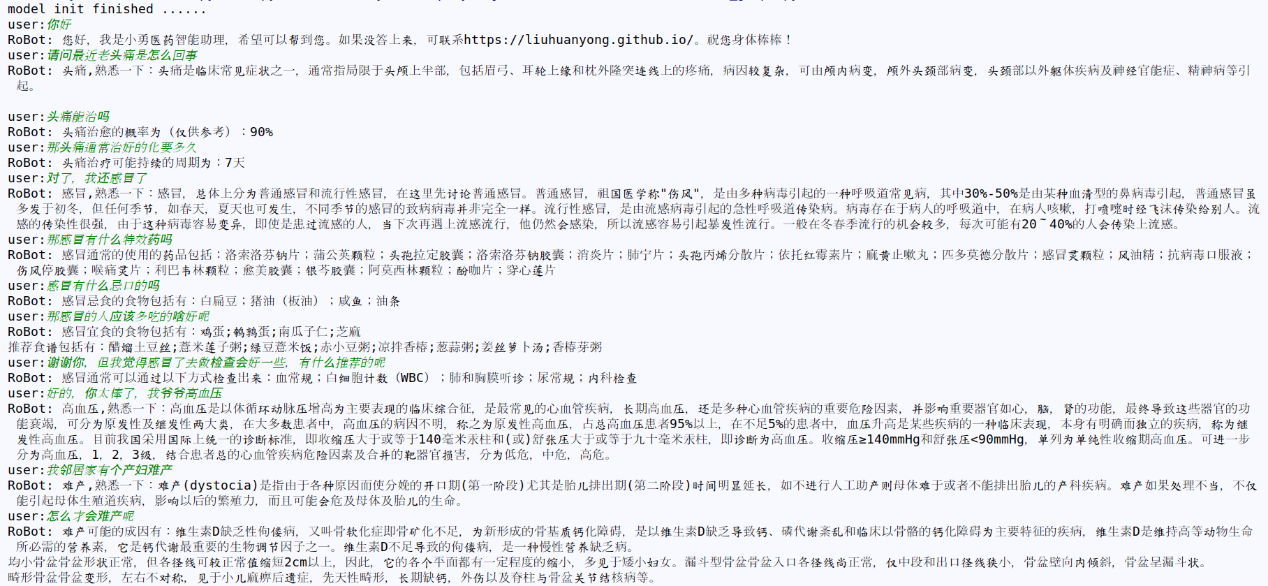 model init finished ......
user:你好
RoBot: 您好，我是小勇医药智能助理，希望可以帮到您。如果没答上来，可联系https://liuhuanyong.github.io/。祝您身体棒棒！
user:请问最近老头痛是怎么回事
RoBot: 头痛,熟悉一下：头痛是临床常见症状之一，通常指局限于头颅上半部，包括眉弓、耳轮上缘和枕外隆突连线上的疼痛，病因较复杂，可由颅内病变，颅外头颈部病变，头颈部以外躯体疾病及神经官能症、精神病等引
起。
user:头痛能治吗
RoBot: 头痛治愈的概率为（仅供参考）：90%
user:那头痛通常治好的化要多久
RoBot: 头痛治疗可能持续的周期为：7天
user:对了，我还感冒了
RoBot: 感冒,熟悉一下：感冒，总体上分为普通感冒和流行性感冒，在这里先讨论普通感冒。普通感冒，祖国医学称"伤风"，是由多种病毒引起的一种呼吸道常见病，其中30%-50%是由某种血清型的鼻病毒引起，普通感冒虽
多发于初冬，但任何季节，如春天，夏天也可发生，不同季节的感冒的致病病毒并非完全一样。流行性感冒，是由流感病毒引起的急性呼吸道传染病。病毒存在于病人的呼吸道中，在病人咳嗽，打喷嚏时经飞沫传染给别人。流
感的传染性很强，由于这种病毒容易变异，即使是患过流感的人，当下次再遇上流感流行，他仍然会感染，所以流感容易引起暴发性流行。一般在冬春季流行的机会较多，每次可能有20～40%的人会传染上流感。
user:那感冒有什么特效药吗
RoBot: 感冒通常的使用的药品包括：洛索洛芬钠片；蒲公英颗粒；头孢拉定胶囊；洛索洛芬钠胶囊；消炎片；肺宁片；头孢丙烯分散片；依托红霉素片；麻黄止嗽丸；匹多莫德分散片；感冒灵颗粒；风油精；抗病毒口服液；
伤风停胶囊；喉痛灵片；利巴韦林颗粒；愈美胶囊；银芩胶囊；阿莫西林颗粒；酚咖片；穿心莲片
user:感冒有什么忌口的吗
RoBot: 感冒忌食的食物包括有：白扁豆；猪油（板油）；咸鱼；油条
user:那感冒的人应该多吃的啥好呢
RoBot: 感冒宜食的食物包括有：鸡蛋;鹌鹑蛋;南瓜子仁;芝麻
推荐食谱包括有：醋熘土豆丝;薏米莲子粥;绿豆薏米饭;赤小豆粥;凉拌香椿;葱蒜粥;姜丝萝卜汤;香椿芽粥
user:谢谢你，但我觉得感冒了去做检查会好一些，有什么推荐的呢
RoBot: 感冒通常可以通过以下方式检查出来：血常规；白细胞计数（WBC）；肺和胸膜听诊；尿常规；内科检查
user:好的，你太棒了，我爷爷高血压
RoBot: 高血压,熟悉一下：高血压是以体循环动脉压增高为主要表现的临床综合征，是最常见的心血管疾病，长期高血压，还是多种心血管疾病的重要危险因素，并影响重要器官如心，脑，肾的功能，最终导致这些器官的功
能衰竭，可分为原发性及继发性两大类，在大多数患者中，高血压的病因不明，称之为原发性高血压，占总高血压患者95%以上，在不足5%的患者中，血压升高是某些疾病的一种临床表现，本身有明确而独立的疾病，称为继
发性高血压。目前我国采用国际上统一的诊断标准，即收缩压大或等于140毫米汞柱和(或)舒张压大于或等于九十毫米汞柱，即诊断为高血压。收缩压≥140mmHg和舒张压<90mmHg，单列为单纯性收缩期高血压。可进一步
分为高血压，1，2，3级，结合患者总的心血管疾病危险因素及合并的靶器官损害，分为低危，中危，高危。
user:我邻居家有个产妇难产
RoBot: 难产,熟悉一下：难产(dystocia)是指由于各种原因而使分娩的开口期(第一阶段)尤其是胎儿排出期(第二阶段)时间明显延长，如不进行人工助产则母体难于或者不能排出胎儿的产科疾病。难产如果处理不当，不仅
能引起母体生殖道疾病，影响以后的繁殖力，而且可能会危及母体及胎儿的生命。
user:怎么才会难产呢
RoBot: 难产可能的成因有：维生素D缺乏性佝偻病，又叫骨软化症即骨矿化不足，为新形成的骨基质钙化障碍，是以维生素D缺乏导致钙、磷代谢紊乱和临床以骨骼的钙化障碍为主要特征的疾病，维生素D是维持高等动物生命
所必需的营养素，它是钙代谢最重要的生物调节因子之一。维生素D不足导致的佝偻病，是一种慢性营养缺乏病。
均小骨盆骨盆形状正常，但各径线可较正常值缩短2cm以上，因此，它的各个平面都有一定程度的缩小，多见于矮小妇女。漏斗型骨盆骨盆入口各径线尚正常，仅中段和出口径线狭小，骨盆壁向内倾斜，骨盆呈漏斗状。
畸形骨盆骨盆变形，左右不对称，见于小儿麻痹后遗症，先天性畸形，长期缺钙，外伤以及脊柱与骨盆关节结核病等。